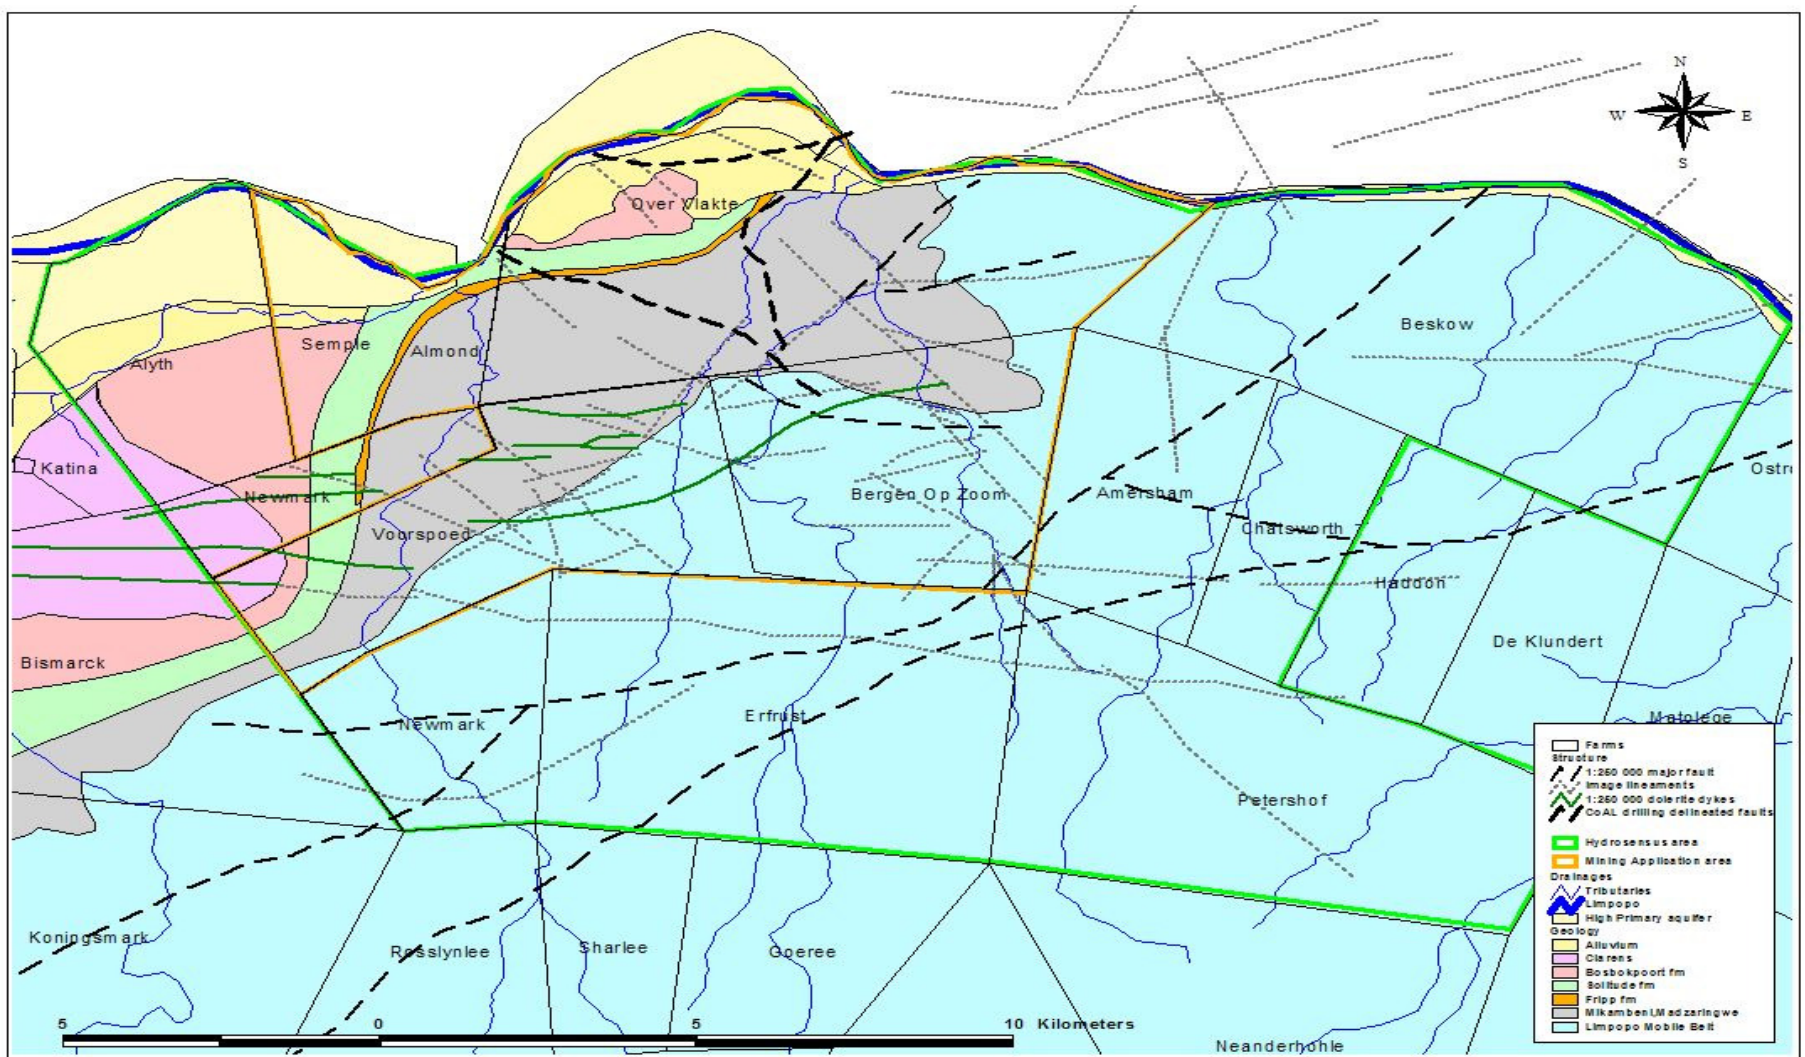 N
W E
S
Over Vlakte
Beskow
Semple
Almond
Alyth
Katina
Ostro
Newmark
Bergen Op Zoom
Amersham
Chatsworth
Voorspoed
Haddon
De Klundert
Bismarck
Newmark
Erfrust
Matolege
Petershof
Koningsmark
Rosslynlee
Sharlee
Goeree
Neanderhohle
5 0 5 10 Kilometers
Farms
Structure
1:250 000 major fault
Image lineaments
1:250 000 dolerite dykes
CoAL drilling delineated faults
Hydrosensus area
Mining Application area
Drainages
Tributaries
Limpopo
High Primary aquifer
Geology
Alluvium
Clarens
Bosbokpoort fm
Solitude fm
Fripp fm
Mikambeni,Madzaringwe
Limpopo Mobile Belt